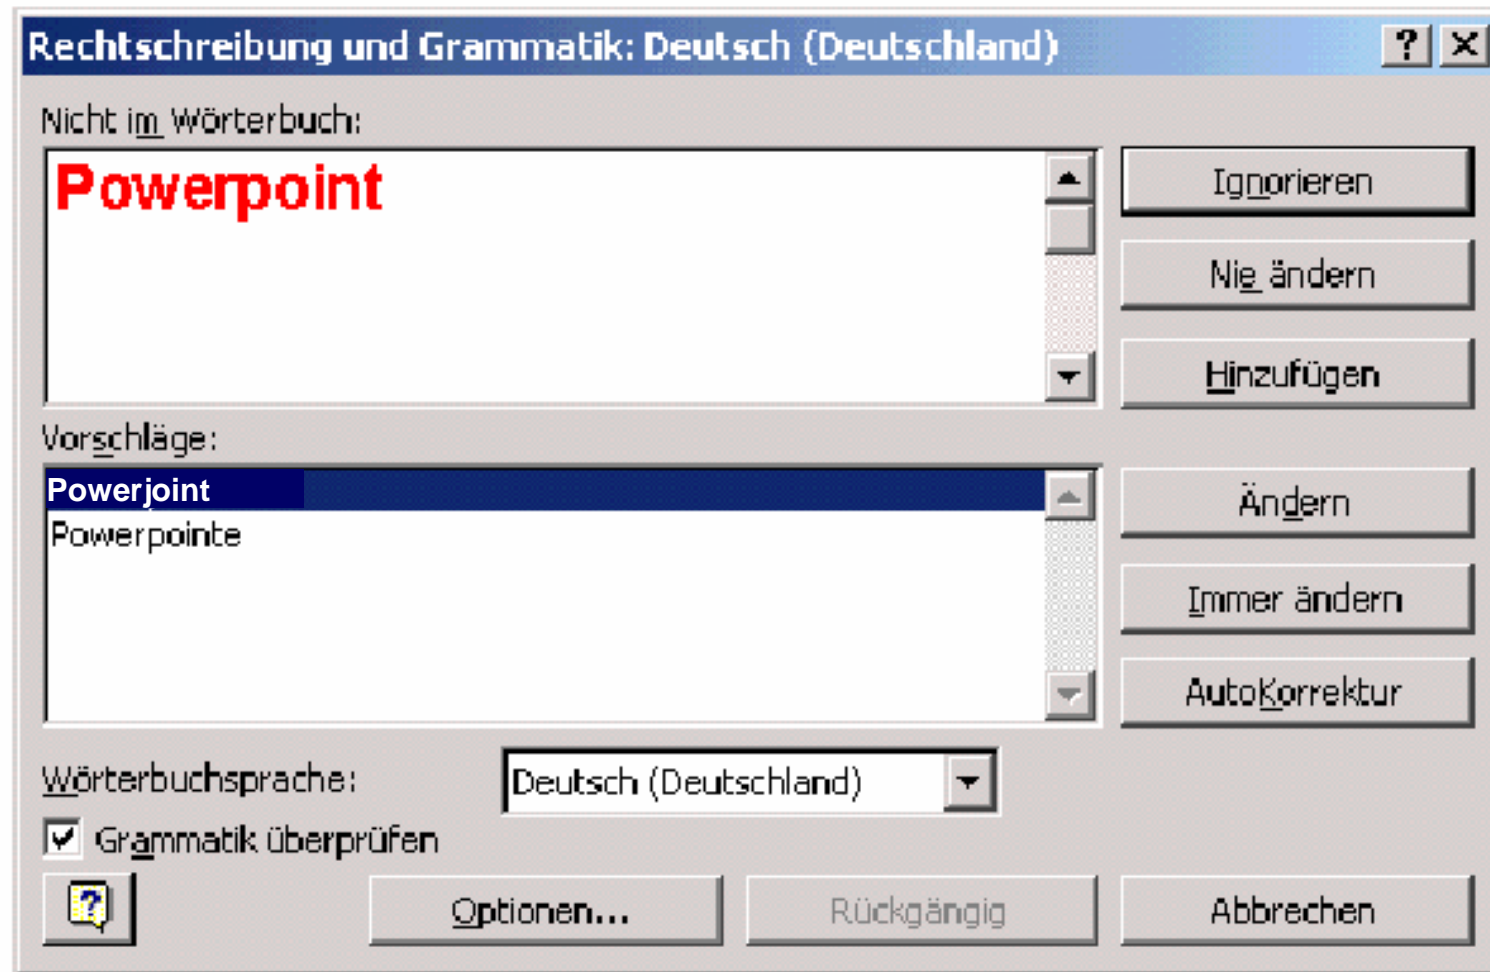 Rechtschreibung und Grammatik: Deutsch (Deutschland)
Nicht im Wörterbuch:
Powerpoint
Ignorieren
Nie ändern
Hinzufügen
Vorschläge:
Powerjoint
Powerpointe
Ändern
Immer ändern
AutoKorrektur
Wörterbuchsprache:
Deutsch (Deutschland)
Grammatik überprüfen
Optionen...
Rückgängig
Abbrechen